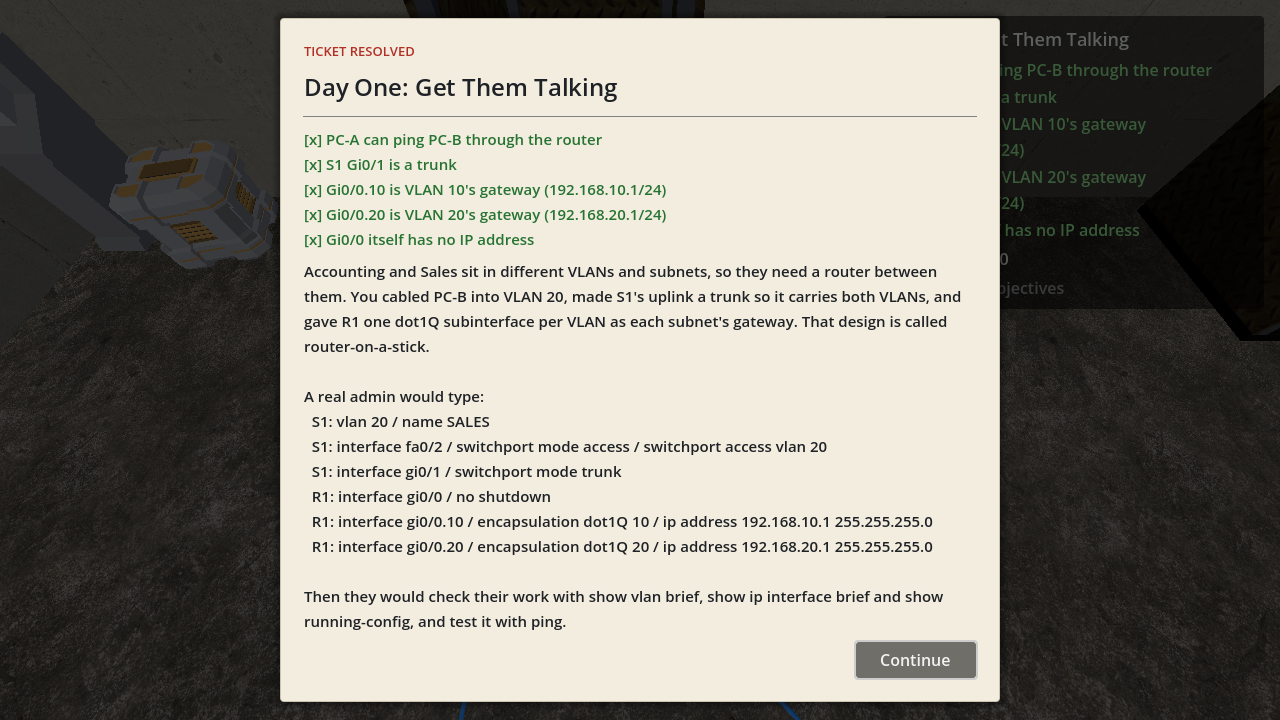 TICKET RESOLVED
Day One: Get Them Talking
[x] PC-A can ping PC-B through the router
[x] S1 Gi0/1 is a trunk
[x] Gi0/0.10 is VLAN 10's gateway (192.168.10.1/24)
[x] Gi0/0.20 is VLAN 20's gateway (192.168.20.1/24)
[x] Gi0/0 itself has no IP address
Accounting and Sales sit in different VLANs and subnets, so they need a router between
them. You cabled PC-B into VLAN 20, made S1's uplink a trunk so it carries both VLANs, and
gave R1 one dot1Q subinterface per VLAN as each subnet's gateway. That design is called
router-on-a-stick.
A real admin would type:
S1: vlan 20 / name SALES
S1: interface fa0/2 / switchport mode access / switchport access vlan 20
S1: interface gi0/1 / switchport mode trunk
R1: interface gi0/0 / no shutdown
R1: interface gi0/0.10 / encapsulation dot1Q 10 / ip address 192.168.10.1 255.255.255.0
R1: interface gi0/0.20 / encapsulation dot1Q 20 / ip address 192.168.20.1 255.255.255.0
Then they would check their work with show vlan brief, show ip interface brief and show
running-config, and test it with ping.
Continue
Them Talking
PC-B through the router
a trunk
VLAN 10's gateway
24)
VLAN 20's gateway
24)
has no IP address